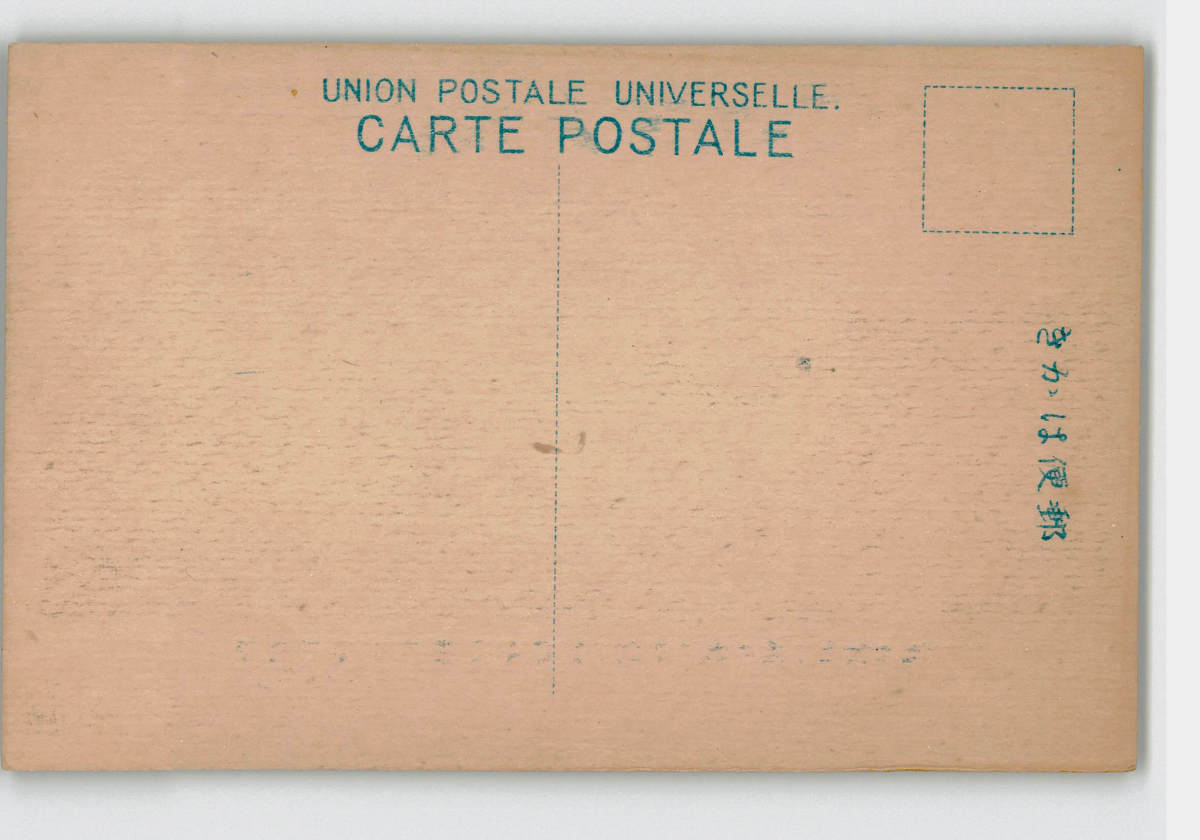 UNION POSTALE UNIVERSELLE.
CARTE POSTALE
きかは便郵